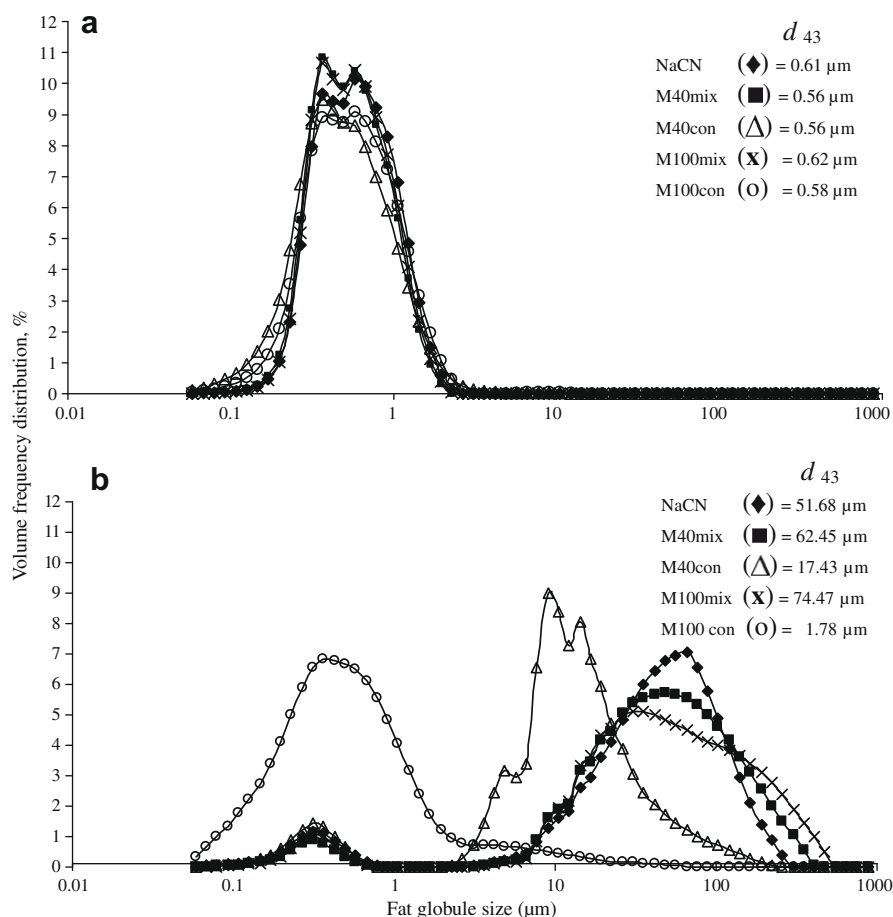 a
d 43
NaCN (◆) = 0.61 µm
M40mix (■) = 0.56 µm
M40con (△) = 0.56 µm
M100mix (x) = 0.62 µm
M100con (o) = 0.58 µm
12
11
10
9
8
7
6
5
4
3
2
1
0
0.01 0.1 1 10 100 1000
Volume frequency distribution, %
b
d 43
NaCN (◆) = 51.68 µm
M40mix (■) = 62.45 µm
M40con (△) = 17.43 µm
M100mix (x) = 74.47 µm
M100 con (o) = 1.78 µm
12
11
10
9
8
7
6
5
4
3
2
1
0
0.01 0.1 1 10 100 1000
Fat globule size (µm)